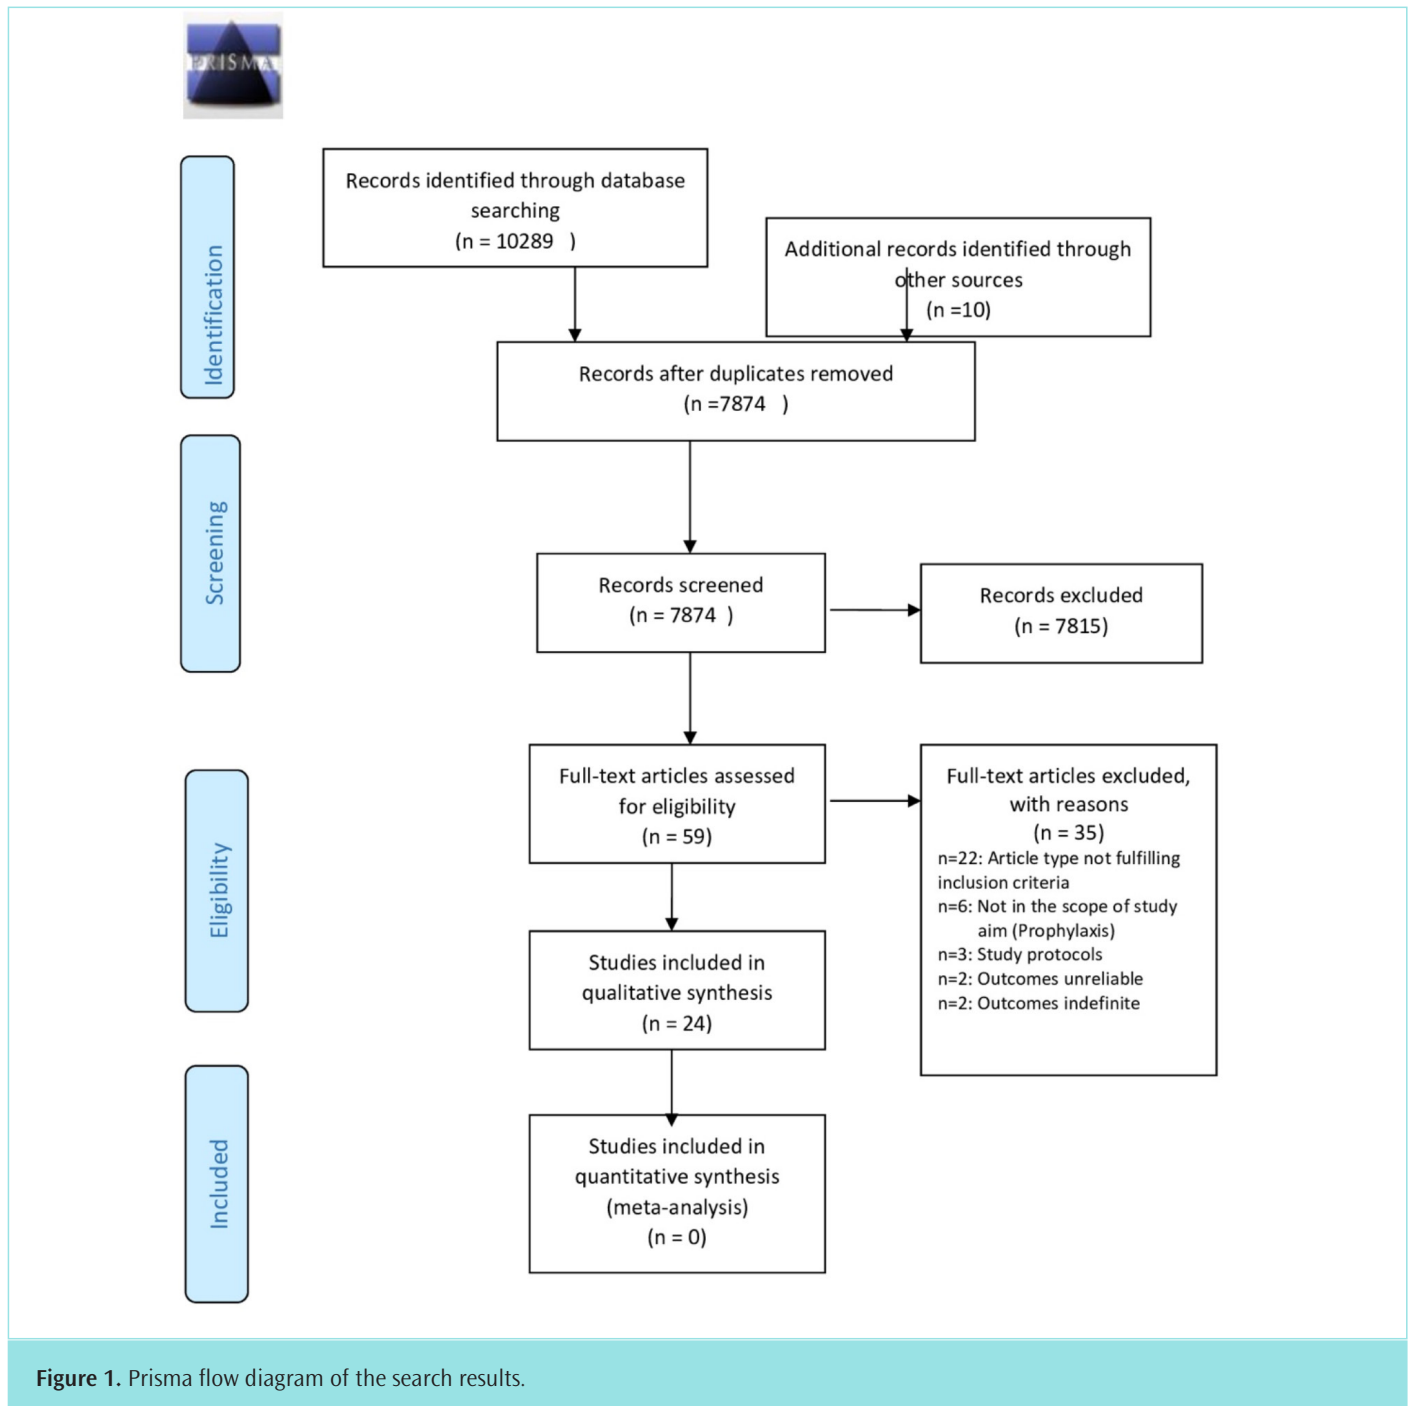 PRISMA
Identification
Records identified through database
searching
(n = 10289   )
Additional records identified through
other sources
(n =10)
Records after duplicates removed
(n =7874   )
Screening
Records screened
(n = 7874  )
Records excluded
(n = 7815)
Eligibility
Full-text articles assessed
for eligibility
(n = 59)
Full-text articles excluded,
with reasons
(n = 35)
n=22: Article type not fulfilling
inclusion criteria
n=6: Not in the scope of study
aim (Prophylaxis)
n=3: Study protocols
n=2: Outcomes unreliable
n=2: Outcomes indefinite
Studies included in
qualitative synthesis
(n = 24)
Included
Studies included in
quantitative synthesis
(meta-analysis)
(n = 0)
Figure 1. Prisma flow diagram of the search results.